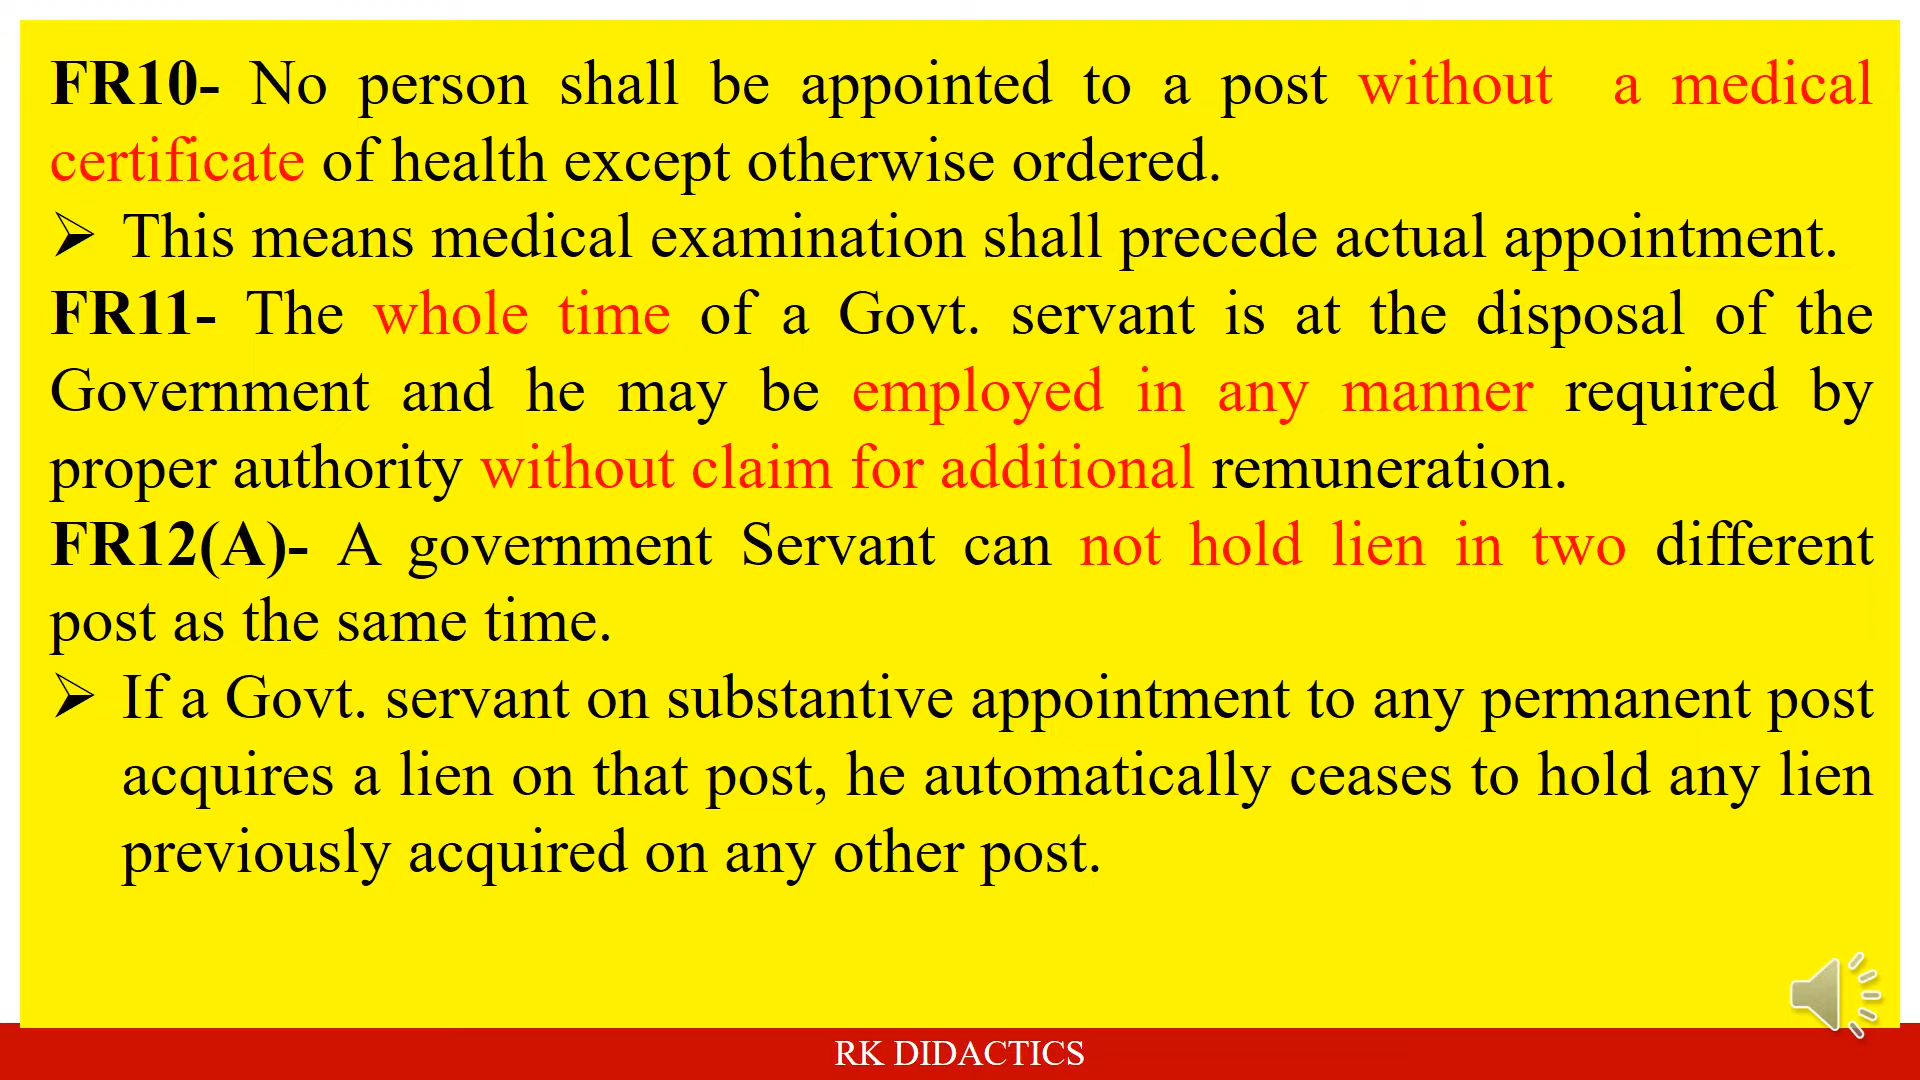 FR10- No person shall be appointed to a post without a medical
certificate of health except otherwise ordered.
➢ This means medical examination shall precede actual appointment.
FR11- The whole time of a Govt. servant is at the disposal of the
Government and he may be employed in any manner required by
proper authority without claim for additional remuneration.
FR12(A)- A government Servant can not hold lien in two different
post as the same time.
➢ If a Govt. servant on substantive appointment to any permanent post
acquires a lien on that post, he automatically ceases to hold any lien
previously acquired on any other post.
RK DIDACTICS